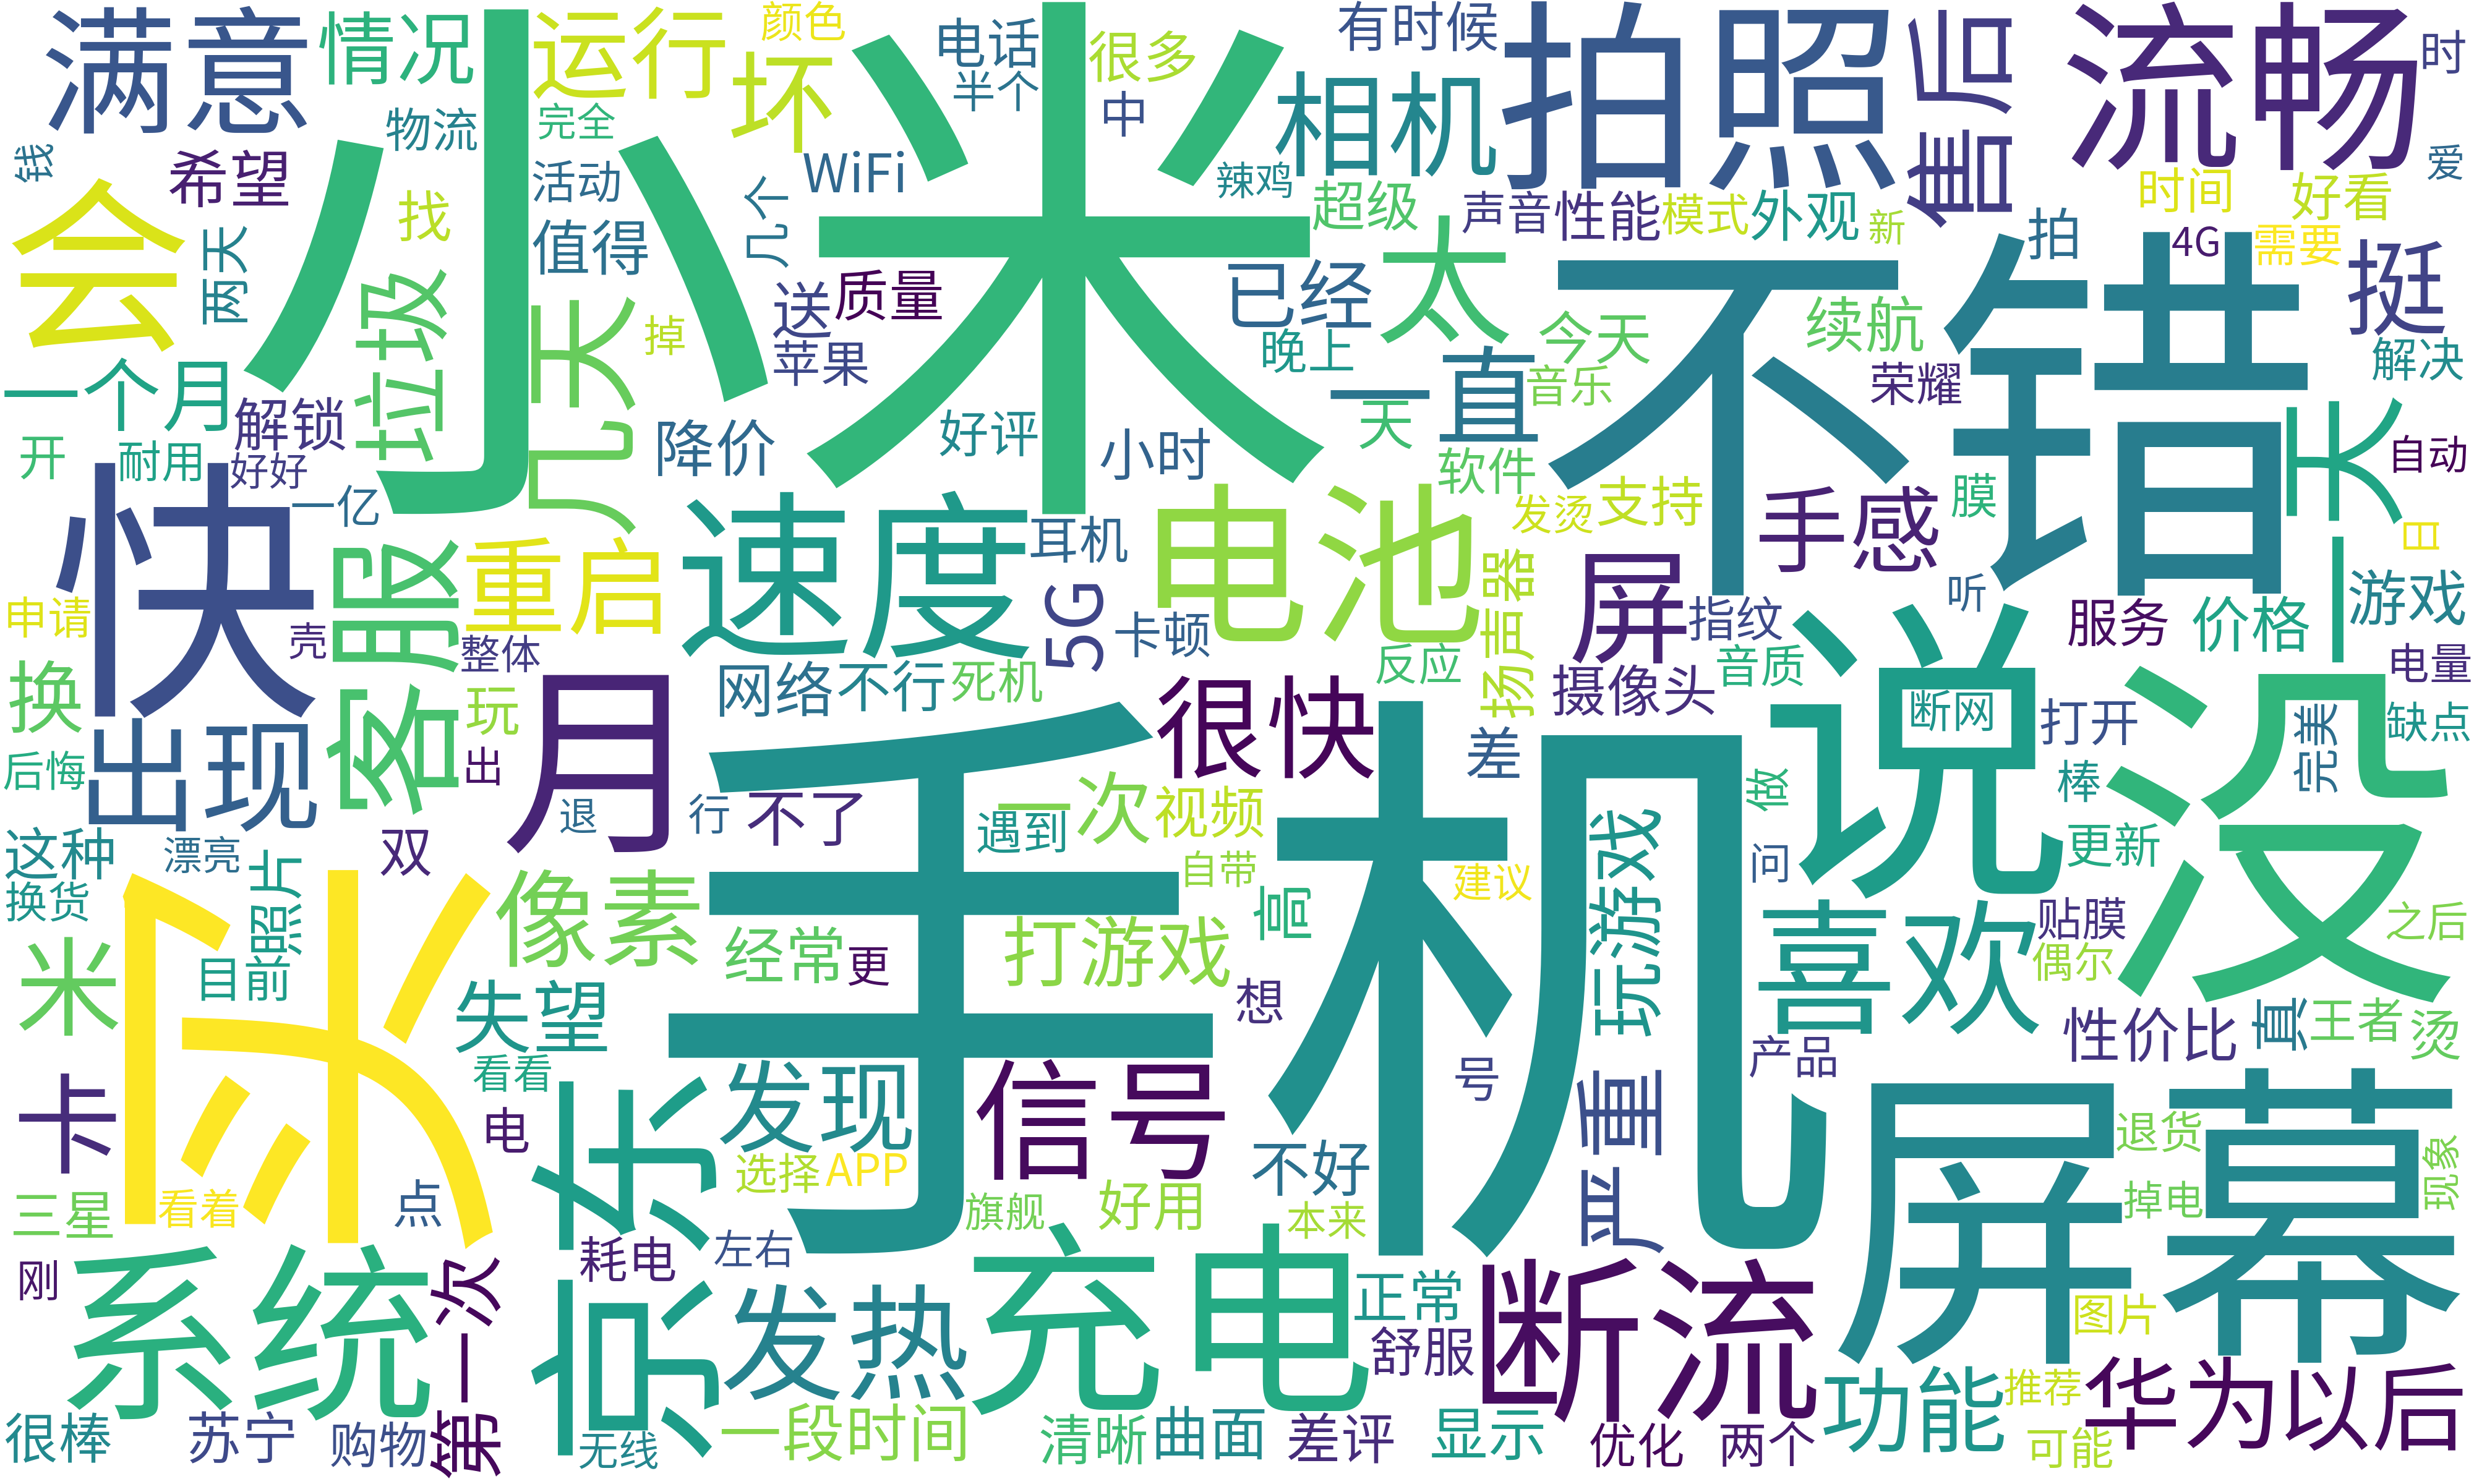 满意
情况
运行
坏
颜色
电话
半个
很多
中
有时候
拍照
售后
流畅
时
小米
物流
完全
相机
钱
希望
活动
WiFi
辣鸡
超级
声音
性能
模式
外观
新
时间
好看
爱
会
两天
找
值得
几个
送
质量
已经
太
不错
拍
4G
需要
挺
垃圾
几天
掉
苹果
晚上
今天
续航
解决
一个月
解锁
降价
好评
小时
一直
音乐
荣耀
天
一天
开
耐用
好好
一亿
软件
自动
快
客服
重启
速度
耳机
电池
发烫
支持
手感
膜
日
申请
壳
整体
5G
卡顿
扬声器
屏
指纹
听
服务
价格
游戏
换
玩
月
网络
不行
死机
反应
摄像头
音质
说
没
电量
后悔
出现
出
手机
很快
差
断网
打开
完美
缺点
这种
漂亮
双
退
行
不了
遇到
一次
视频
玩游戏
做
棒
换货
照片
自带
建议
问
更新
米
买
目前
像素
经常
更
打游戏
高
喜欢
贴膜
偶尔
之后
失望
想
性价比
真
王者
烫
卡
看看
京东
发现
信号
号
严重
产品
屏幕
电
选择
APP
不好
退货
现象
三星
看着
点
旗舰
好用
本来
掉电
刚
系统
第一次
耗电
左右
充电
断流
发热
正常
图片
舒服
很棒
苏宁
购物
无线
一段时间
清晰
曲面
差评
显示
优化
两个
功能
推荐
可能
华为
以后